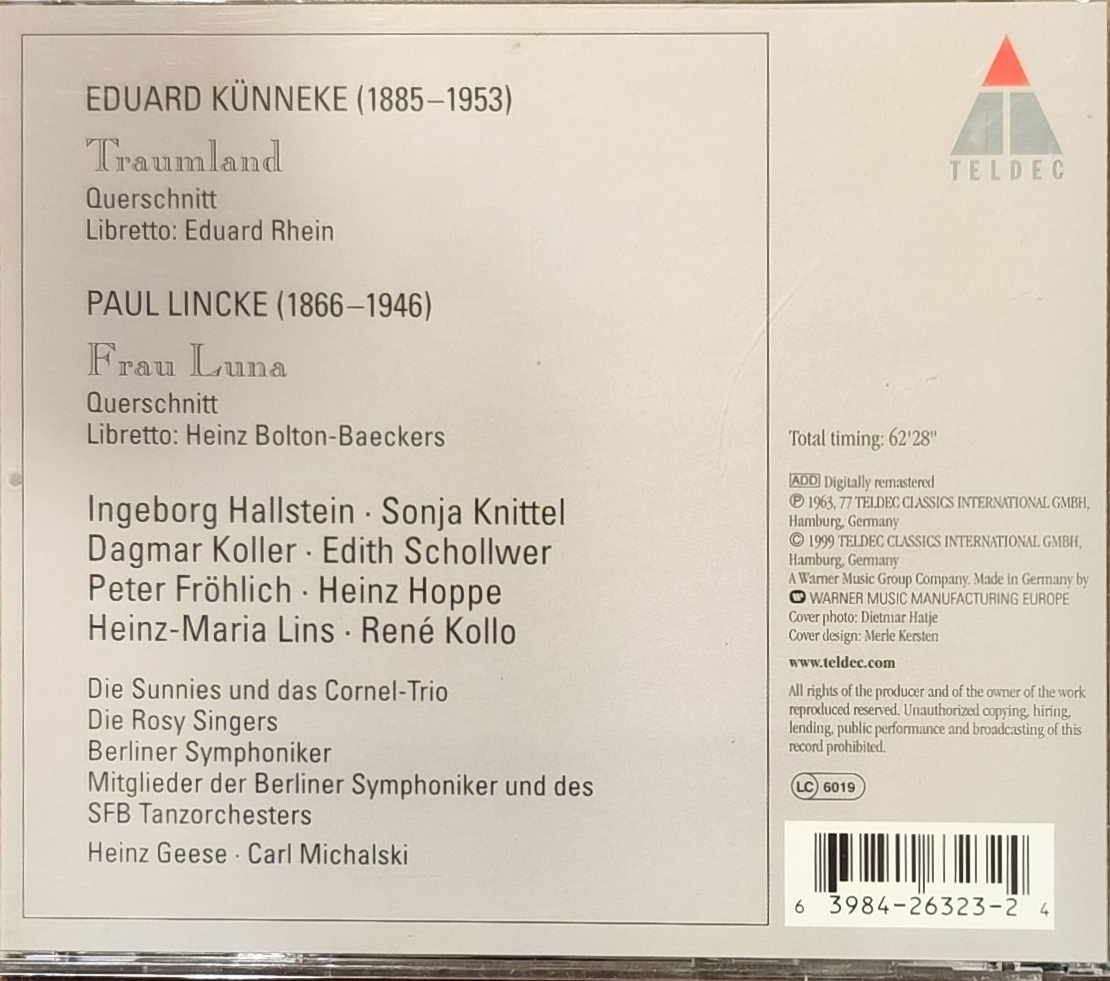 EDUARD KÜNNEKE (1885–1953)
Traumland
Querschnitt
Libretto: Eduard Rhein
PAUL LINCKE (1866–1946)
Frau Luna
Querschnitt
Libretto: Heinz Bolton-Baeckers
Ingeborg Hallstein · Sonja Knittel
Dagmar Koller · Edith Schollwer
Peter Fröhlich · Heinz Hoppe
Heinz-Maria Lins · René Kollo
Die Sunnies und das Cornel-Trio
Die Rosy Singers
Berliner Symphoniker
Mitglieder der Berliner Symphoniker und des
SFB Tanzorchesters
Heinz Geese · Carl Michalski
TELDEC
Total timing: 62'28"
ADD Digitally remastered
℗ 1963, 77 TELDEC CLASSICS INTERNATIONAL GMBH,
Hamburg, Germany
© 1999 TELDEC CLASSICS INTERNATIONAL GMBH,
Hamburg, Germany
A Warner Music Group Company. Made in Germany by
WARNER MUSIC MANUFACTURING EUROPE
Cover photo: Dietmar Hatje
Cover design: Merle Kersten
www.teldec.com
All rights of the producer and of the owner of the work
reproduced reserved. Unauthorized copying, hiring,
lending, public performance and broadcasting of this
record prohibited.
LC 6019
6 3984-26323-2 4